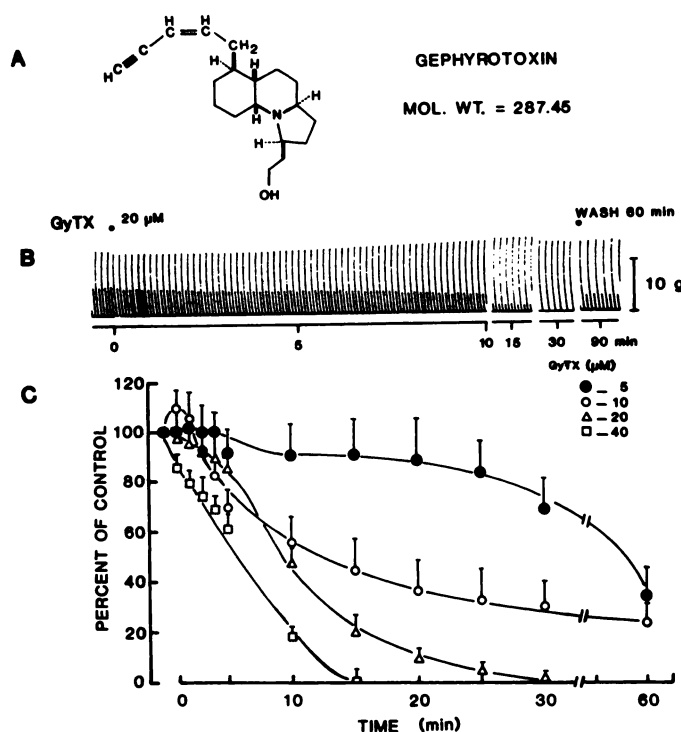 A
GEPHYROTOXIN
MOL. WT. = 287.45
H
C
C
H
C
H
C
CH2
H
H
H
N
H
H
OH
GyTX 20 µM
WASH 60 min
B
10 g
0 5 10 15 30 90 min
C
GyTX (µM)
5
10
20
40
PERCENT OF CONTROL
120
100
80
60
40
20
0
0 10 20 30 60
TIME (min)